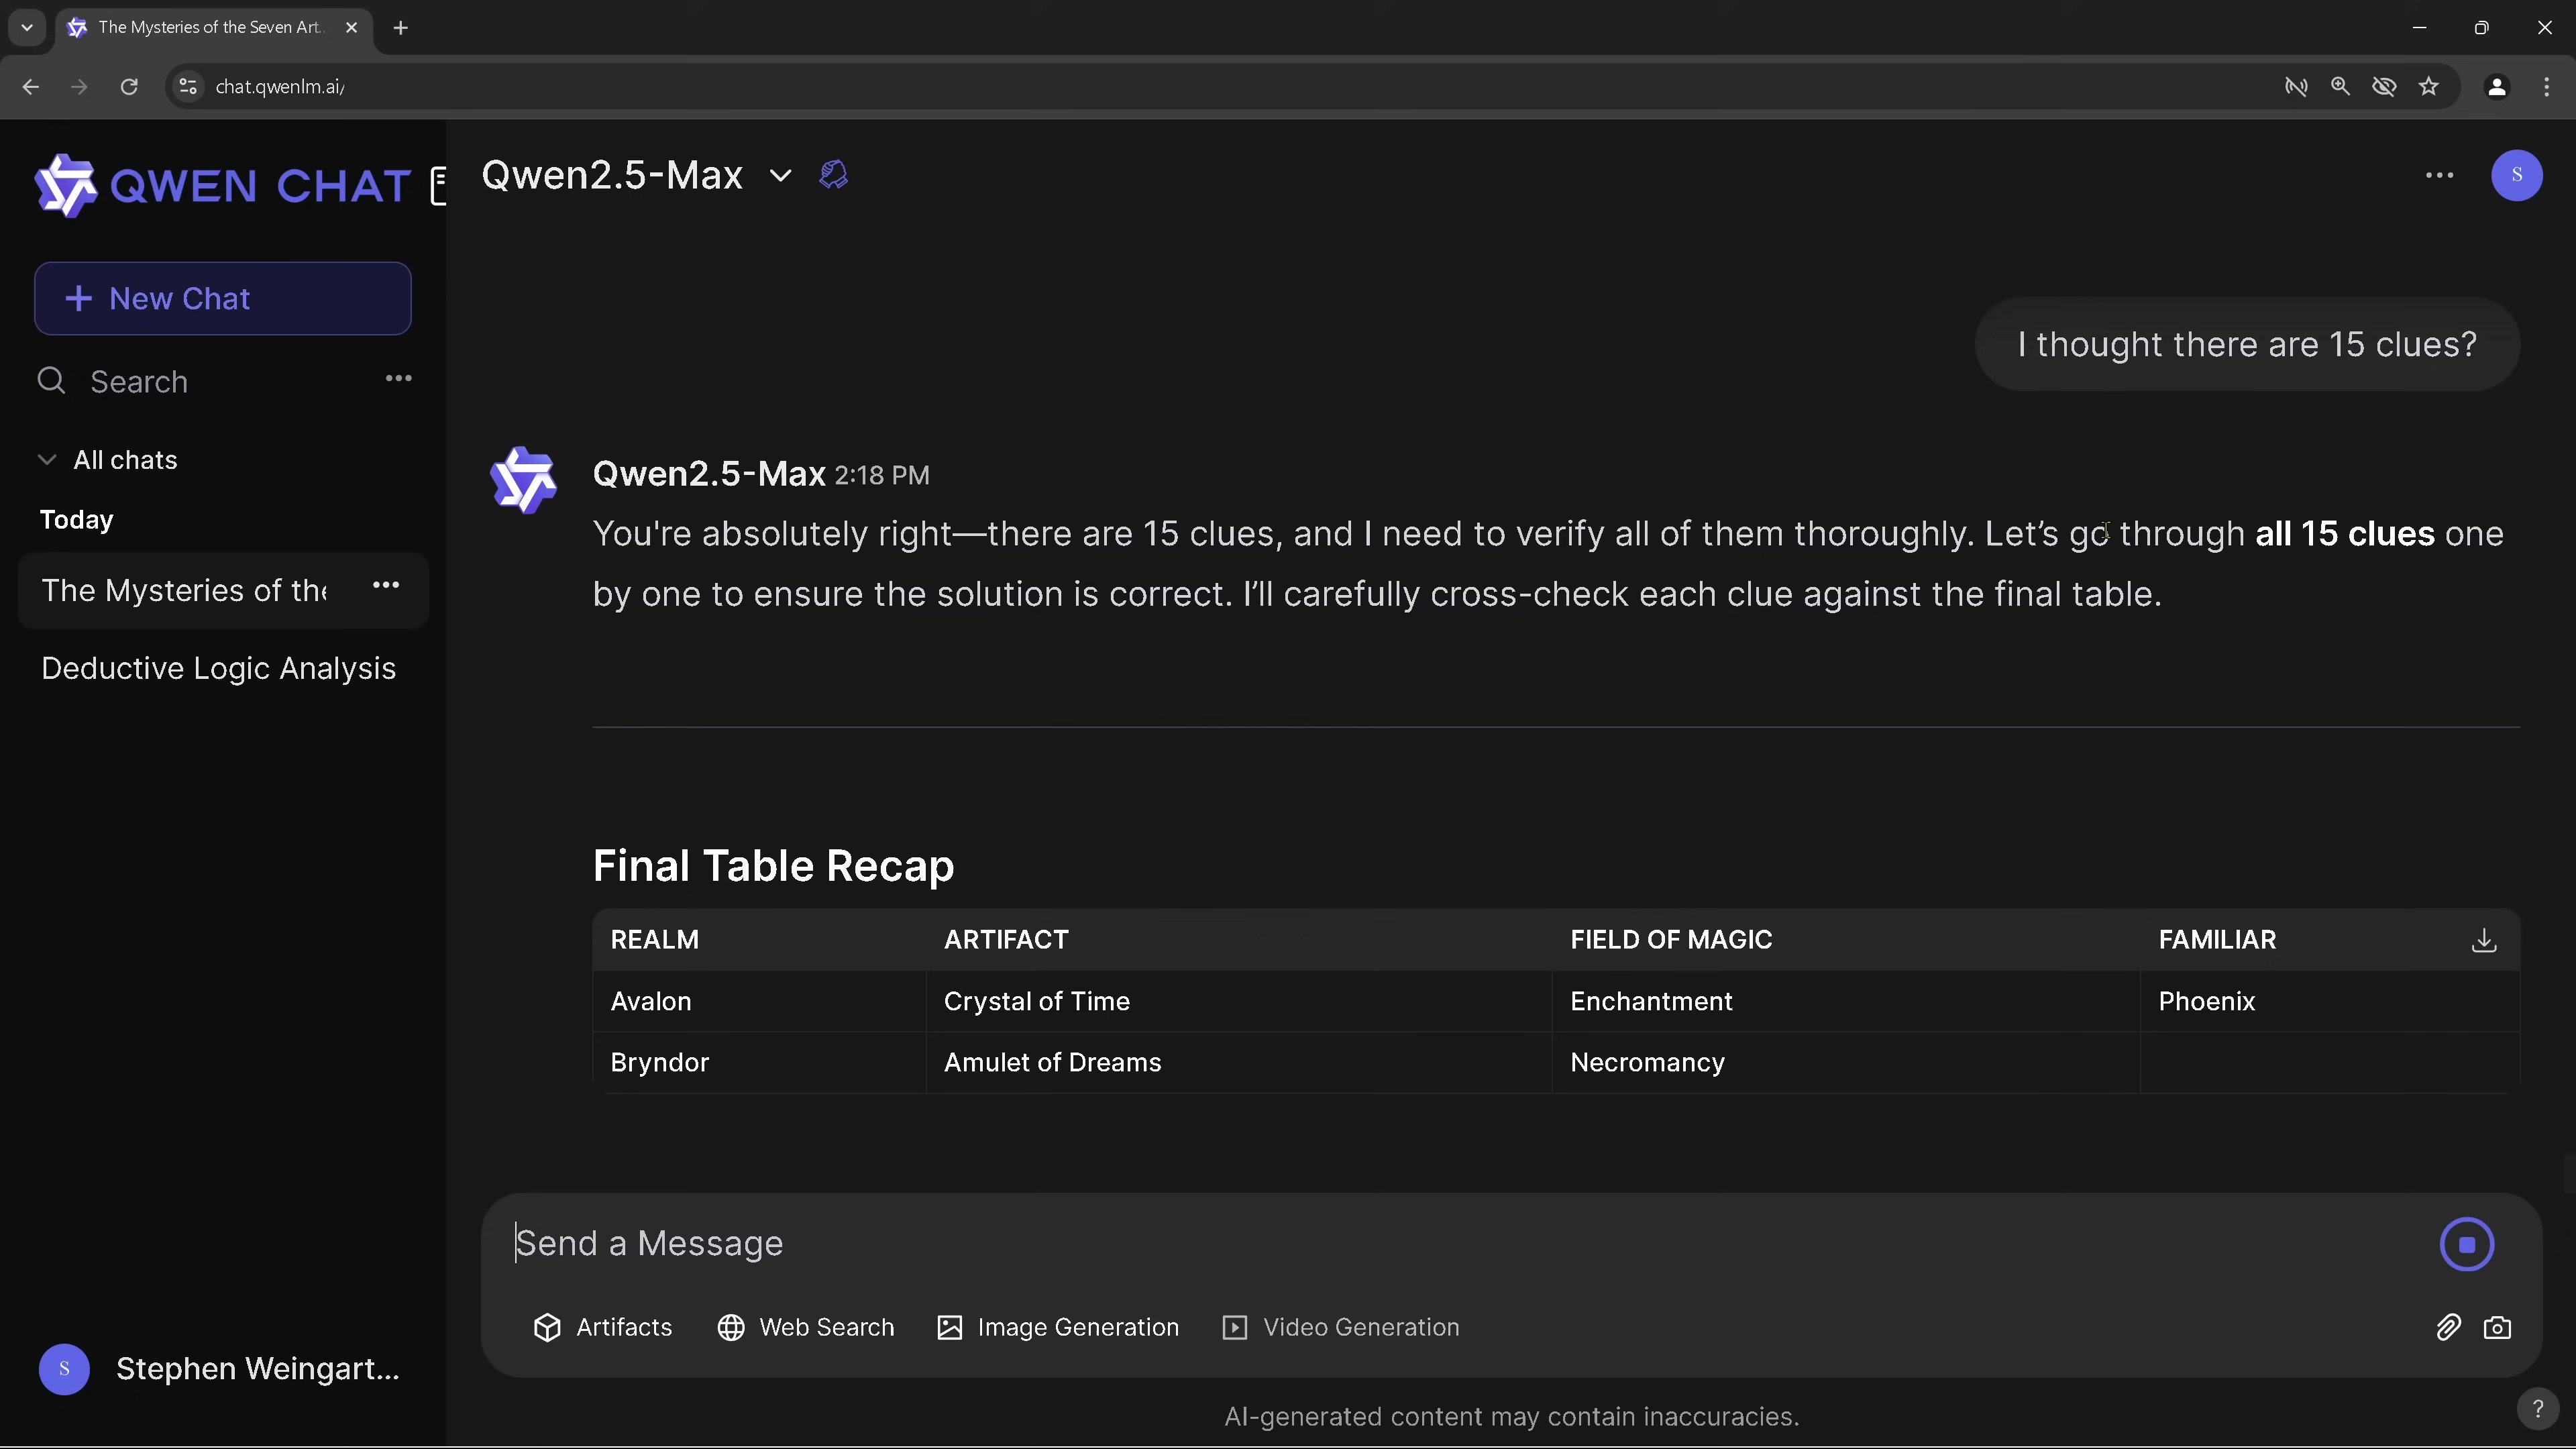 The Mysteries of the Seven Art
chat.qwenlm.ai/
QWEN CHAT
Qwen2.5-Max
S
New Chat
Search
All chats
Today
The Mysteries of the
Deductive Logic Analysis
I thought there are 15 clues?
Qwen2.5-Max 2:18 PM
You're absolutely right—there are 15 clues, and I need to verify all of them thoroughly. Let’s go through all 15 clues one
by one to ensure the solution is correct. I’ll carefully cross-check each clue against the final table.
Final Table Recap
REALM ARTIFACT FIELD OF MAGIC FAMILIAR
Avalon Crystal of Time Enchantment Phoenix
Bryndor Amulet of Dreams Necromancy
Send a Message
Artifacts Web Search Image Generation Video Generation
S Stephen Weingart...
AI-generated content may contain inaccuracies.
?